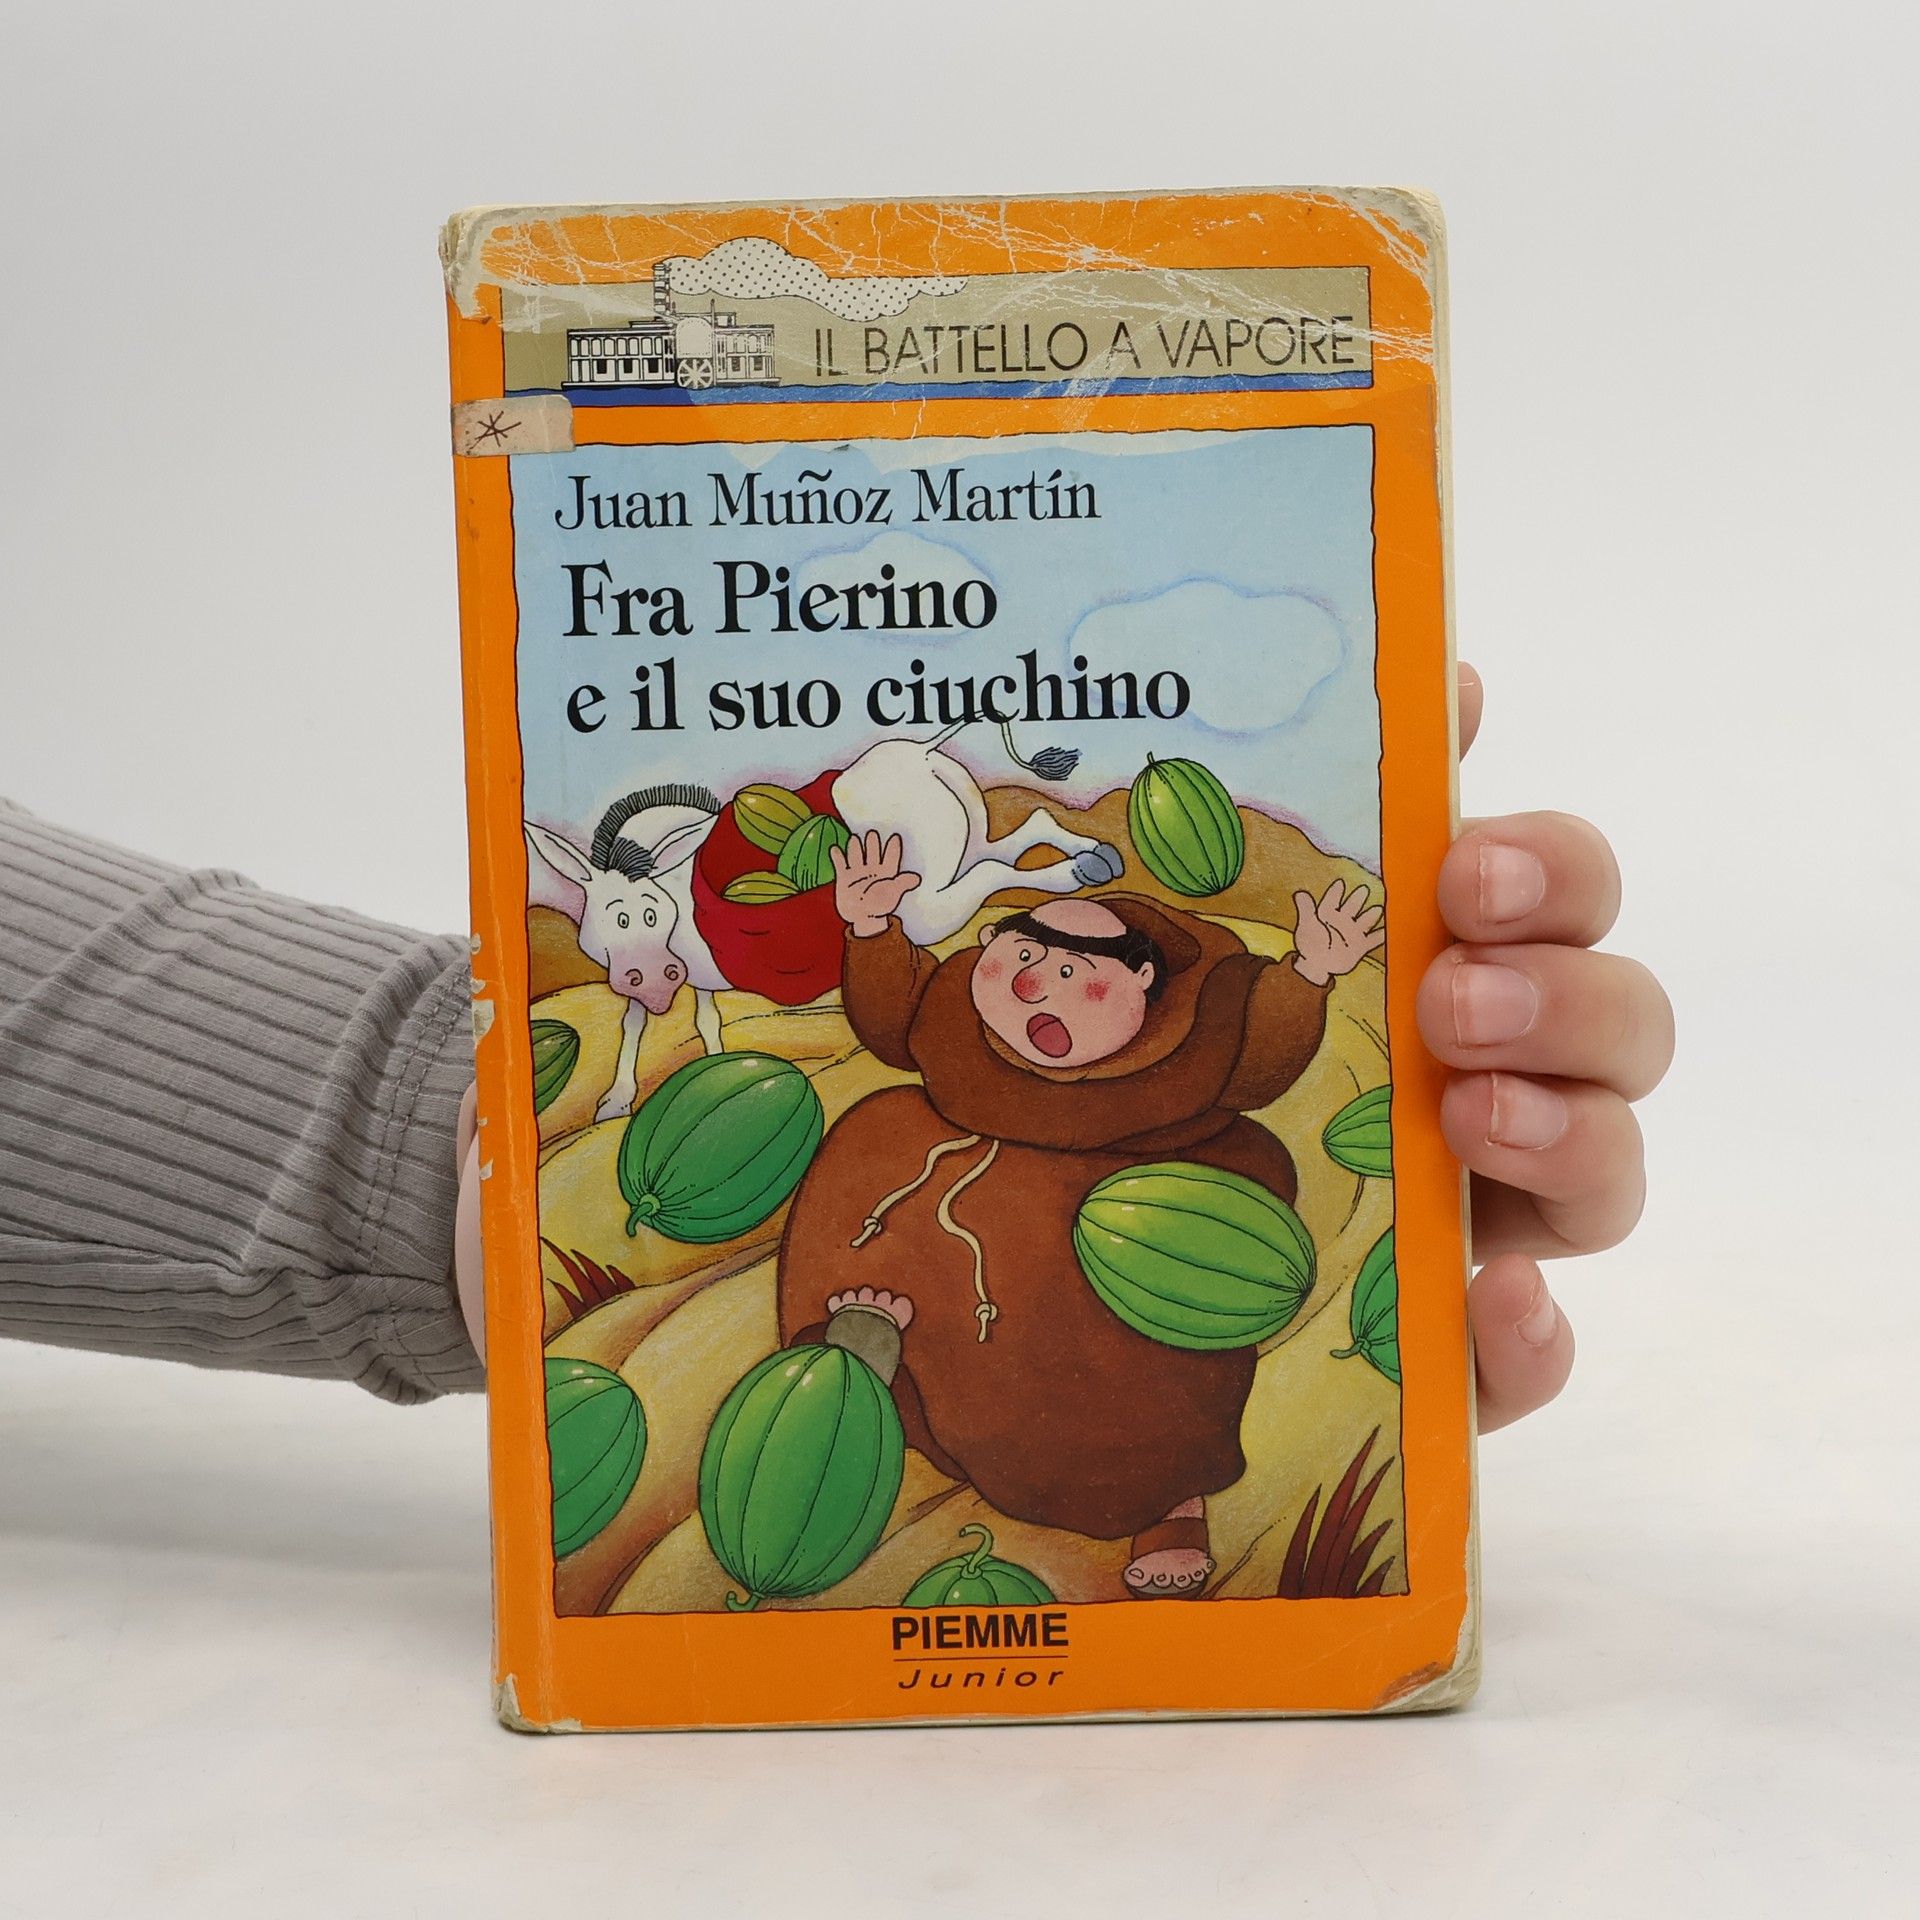 IL BATTELLO A VAPORE
Juan Muñoz Martín
Fra Pierino
e il suo ciuchino
PIEMME
Junior